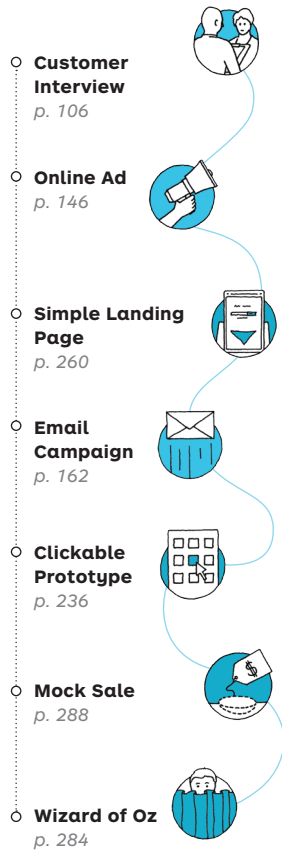 Customer
Interview
p. 106
Online Ad
p. 146
Simple Landing
Page
p. 260
Email
Campaign
p. 162
Clickable
Prototype
p. 236
$
Mock Sale
p. 288
Wizard of Oz
p. 284